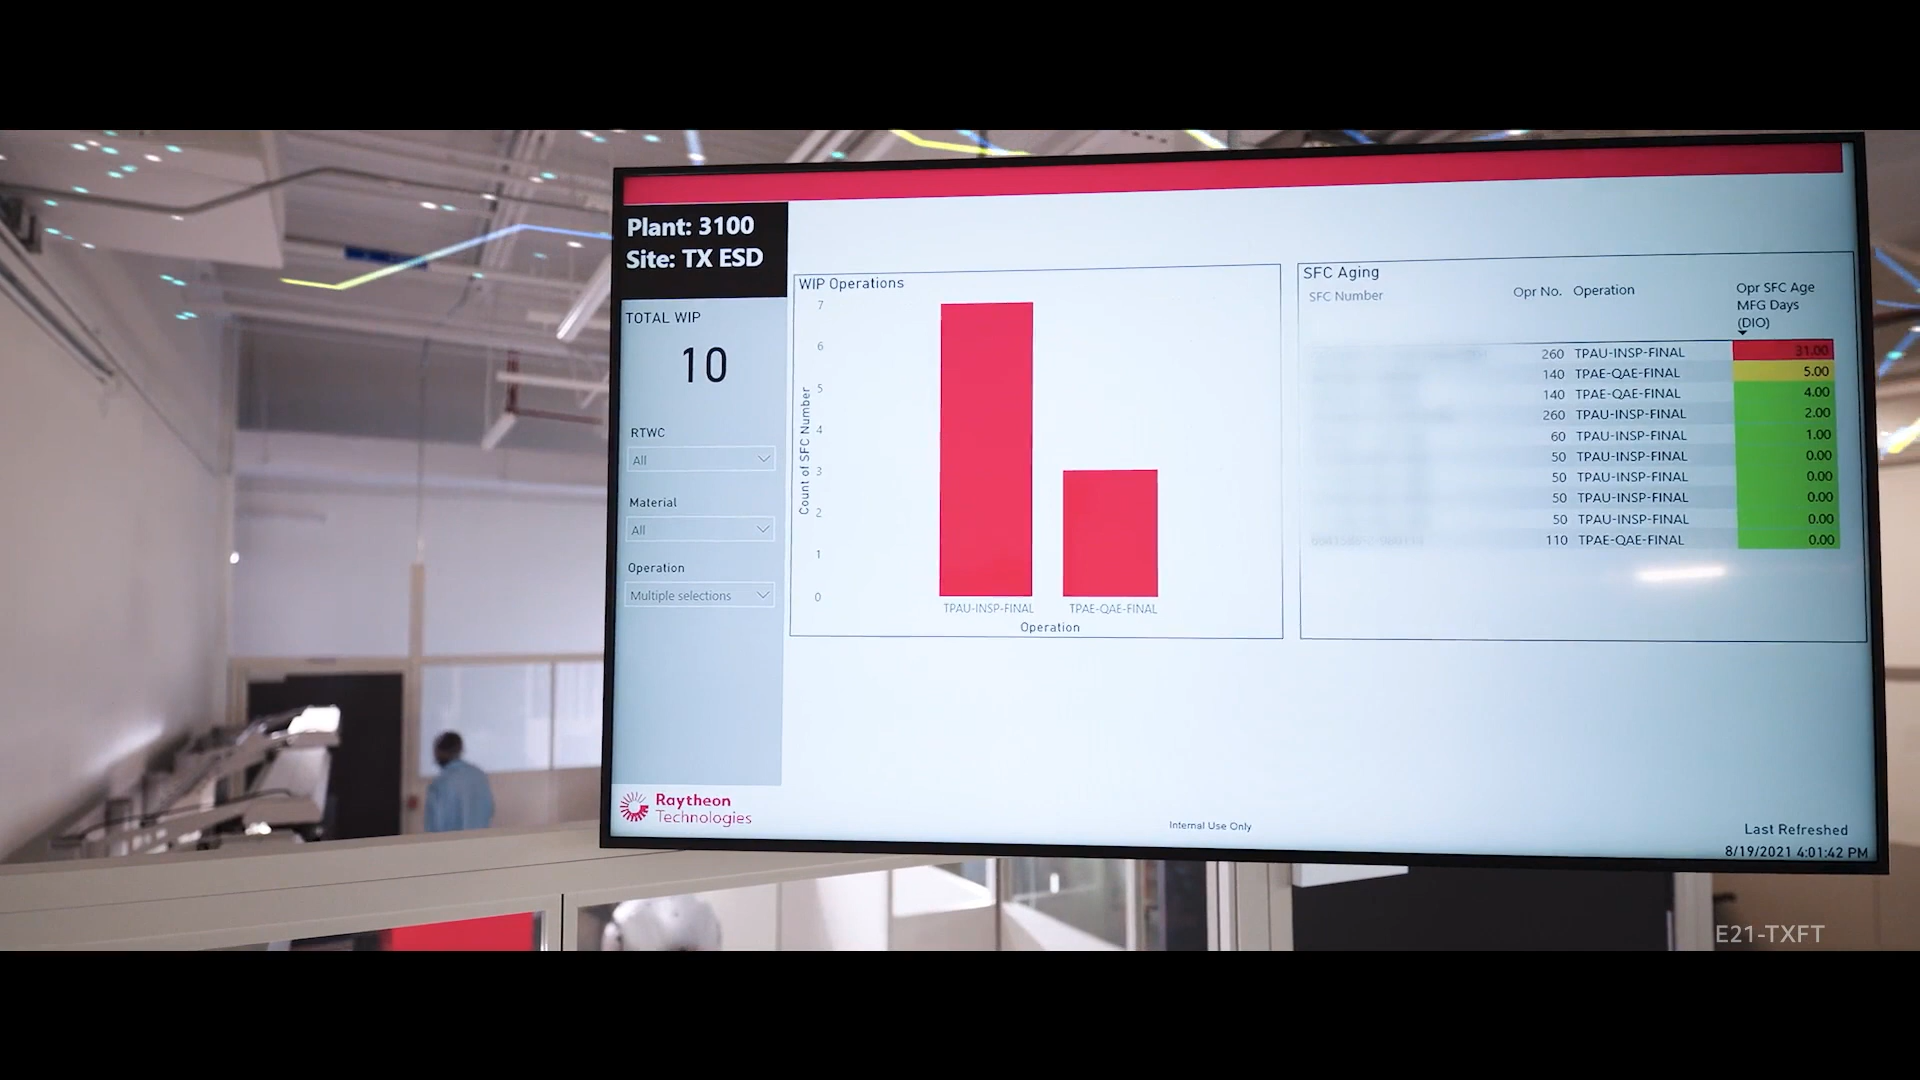 Plant: 3100
Site: TX ESD
TOTAL WIP
10
RTWC
All
Material
All
Operation
Multiple selections
Raytheon
Technologies
WIP Operations
Count of SFC Number
7
6
5
4
3
2
1
0
TPAU-INSP-FINAL TPAE-QAE-FINAL
Operation
SFC Aging
SFC Number Opr No. Operation Opr SFC Age
MFG Days
(DIO)
260 TPAU-INSP-FINAL 31.00
140 TPAE-QAE-FINAL 5.00
140 TPAE-QAE-FINAL 4.00
260 TPAU-INSP-FINAL 2.00
60 TPAU-INSP-FINAL 1.00
50 TPAU-INSP-FINAL 0.00
50 TPAU-INSP-FINAL 0.00
50 TPAU-INSP-FINAL 0.00
50 TPAU-INSP-FINAL 0.00
110 TPAE-QAE-FINAL 0.00
Internal Use Only
Last Refreshed
8/19/2021 4:01:42 PM
E21-TXFT